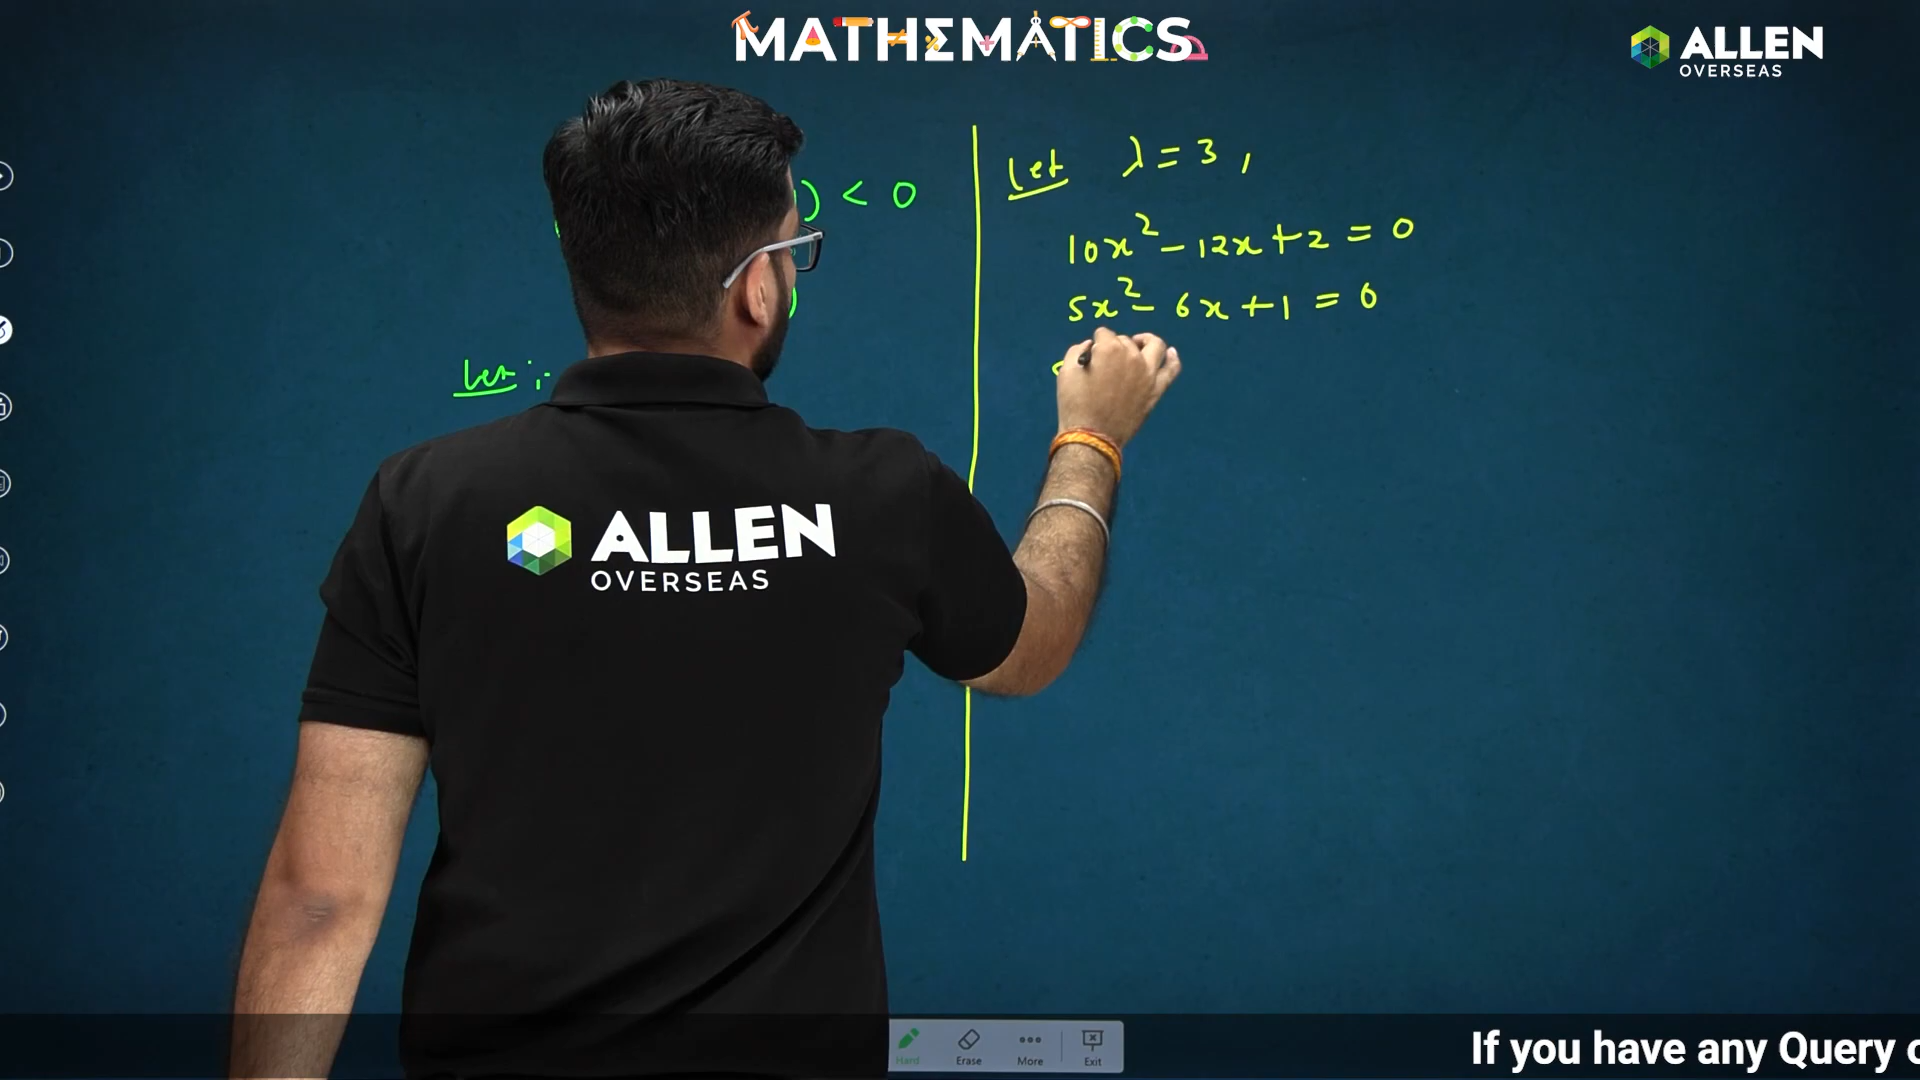 MATHEMATICS
ALLEN
OVERSEAS
) < 0
)
Let :-
Let λ = 3 ,
10x² - 12x + 2 = 0
5x² - 6x + 1 = 0
ALLEN
OVERSEAS
Hard
Erase
More
Exit
If you have any Query